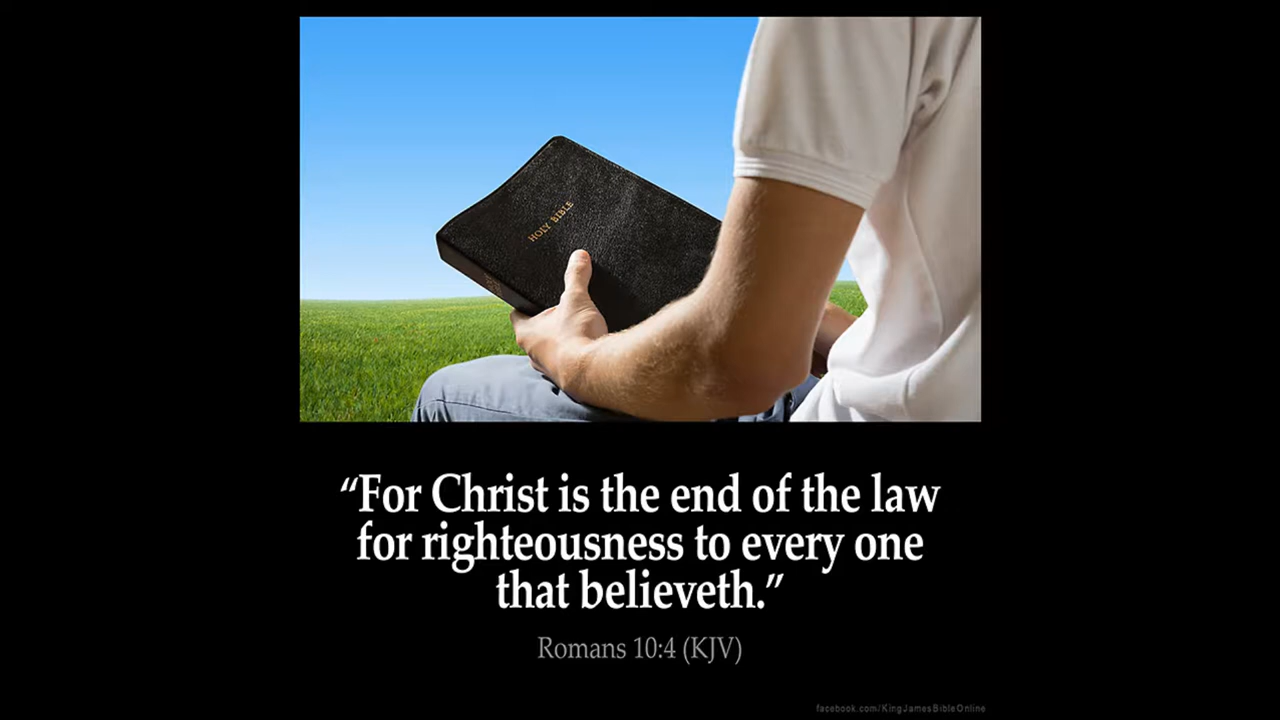 HOLY BIBLE
“For Christ is the end of the law
for righteousness to every one
that believeth.”
Romans 10:4 (KJV)
facebook.com/KingJamesBibleOnline